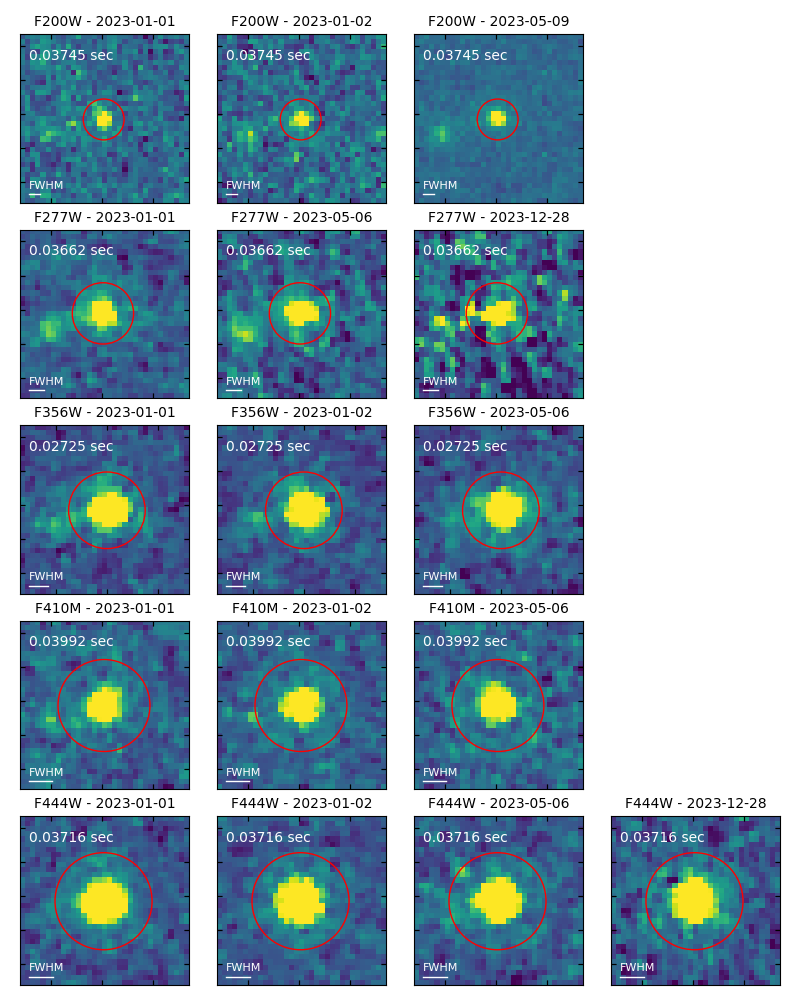 F200W - 2023-01-01
F200W - 2023-01-02
F200W - 2023-05-09
0.03745 sec
0.03745 sec
0.03745 sec
FWHM
FWHM
FWHM
F277W - 2023-01-01
F277W - 2023-05-06
F277W - 2023-12-28
0.03662 sec
0.03662 sec
0.03662 sec
FWHM
FWHM
FWHM
F356W - 2023-01-01
F356W - 2023-01-02
F356W - 2023-05-06
0.02725 sec
0.02725 sec
0.02725 sec
FWHM
FWHM
FWHM
F410M - 2023-01-01
F410M - 2023-01-02
F410M - 2023-05-06
0.03992 sec
0.03992 sec
0.03992 sec
FWHM
FWHM
FWHM
F444W - 2023-01-01
F444W - 2023-01-02
F444W - 2023-05-06
F444W - 2023-12-28
0.03716 sec
0.03716 sec
0.03716 sec
0.03716 sec
FWHM
FWHM
FWHM
FWHM